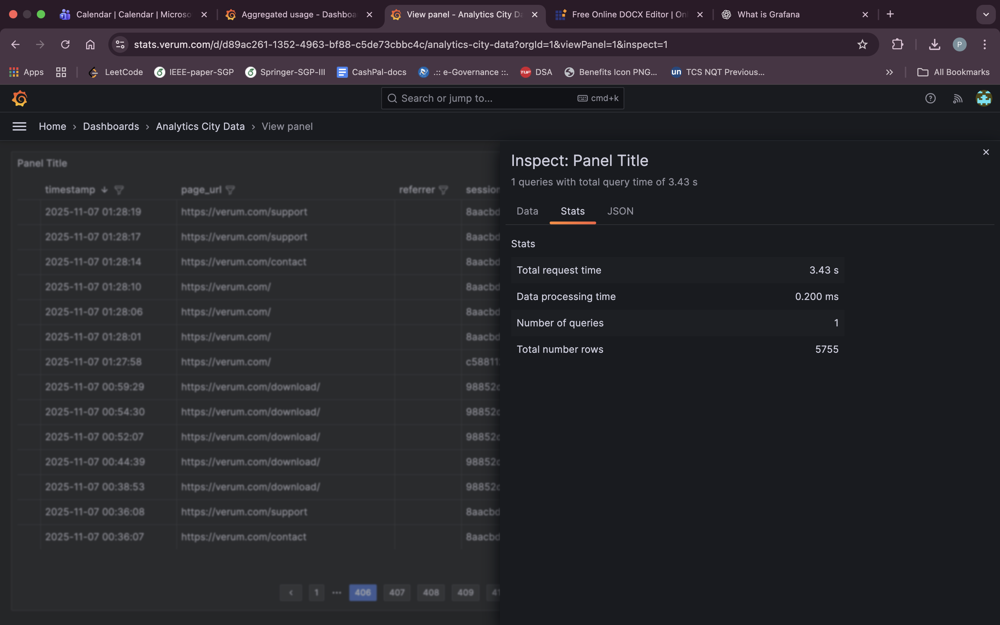 Calendar | Calendar | Microso
Aggregated usage - Dashboa
View panel - Analytics City Da
Free Online DOCX Editor | Onl
What is Grafana
stats.verum.com/d/d89ac261-1352-4963-bf88-c5de73cbbc4c/analytics-city-data?orgId=1&viewPanel=1&inspect=1
P
Apps
LeetCode
IEEE-paper-SGP
Springer-SGP-III
CashPal-docs
.:: e-Governance ::.
DSA
Benefits Icon PNG...
un TCS NQT Previous...
All Bookmarks
Search or jump to... cmd+k
Home › Dashboards › Analytics City Data › View panel
Panel Title
timestamp page_url referrer session
2025-11-07 01:28:19 https://verum.com/support 8aacbd
2025-11-07 01:28:17 https://verum.com/support 8aacbd
2025-11-07 01:28:14 https://verum.com/contact 8aacbd
2025-11-07 01:28:10 https://verum.com/ 8aacbd
2025-11-07 01:28:06 https://verum.com/ 8aacbd
2025-11-07 01:28:01 https://verum.com/ 8aacbd
2025-11-07 01:27:58 https://verum.com/ c58811
2025-11-07 00:59:29 https://verum.com/download/ 98852c
2025-11-07 00:54:30 https://verum.com/download/ 98852c
2025-11-07 00:52:07 https://verum.com/download/ 98852c
2025-11-07 00:44:39 https://verum.com/download/ 98852c
2025-11-07 00:38:53 https://verum.com/download/ 98852c
2025-11-07 00:36:08 https://verum.com/support 8aacbd
2025-11-07 00:36:07 https://verum.com/contact 8aacbd
‹ 1 ... 406 407 408 409 41
Inspect: Panel Title
1 queries with total query time of 3.43 s
Data Stats JSON
Stats
Total request time 3.43 s
Data processing time 0.200 ms
Number of queries 1
Total number rows 5755